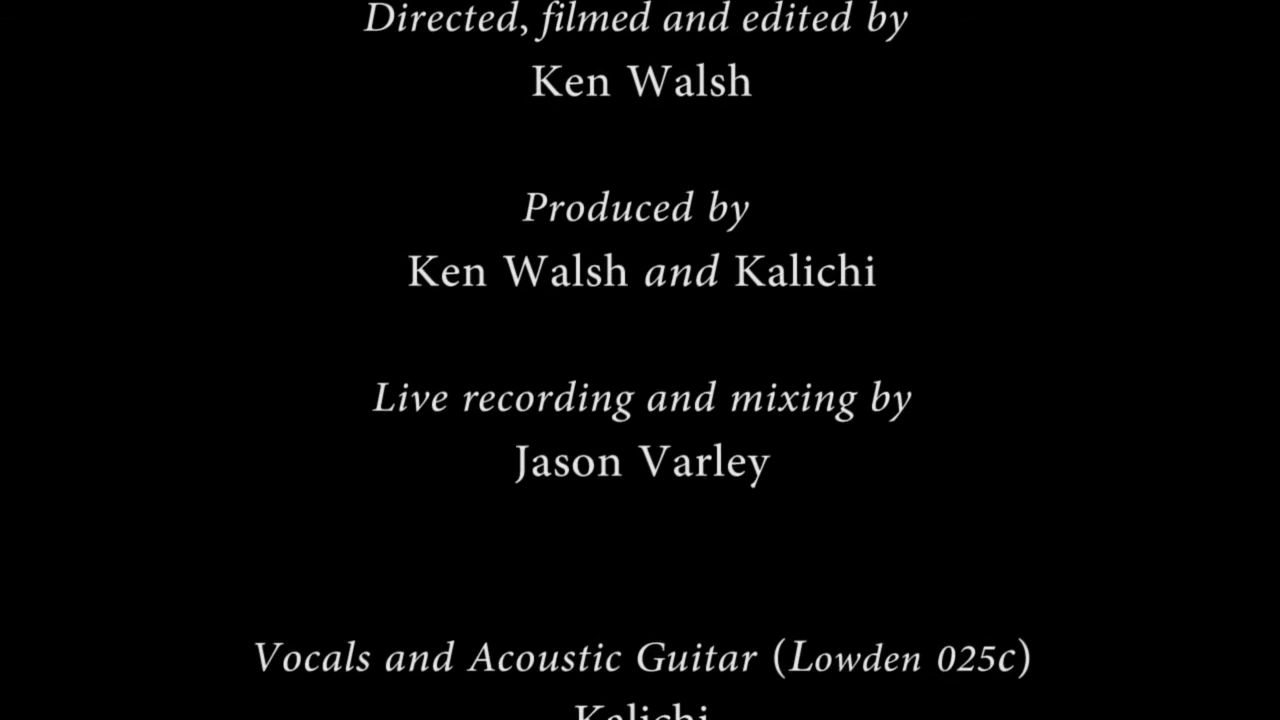 Directed, filmed and edited by
Ken Walsh
Produced by
Ken Walsh and Kalichi
Live recording and mixing by
Jason Varley
Vocals and Acoustic Guitar (Lowden 025c)
Kalichi